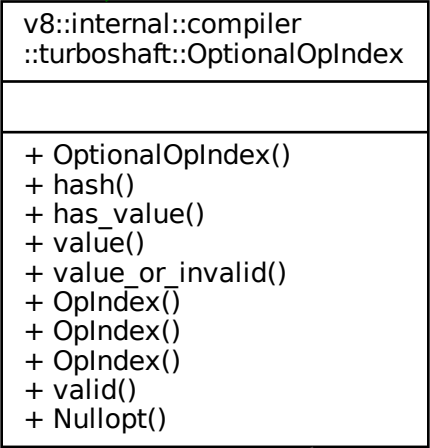 v8::internal::compiler
::turboshaft::OptionalOpIndex
+ OptionalOpIndex()
+ hash()
+ has_value()
+ value()
+ value_or_invalid()
+ OpIndex()
+ OpIndex()
+ OpIndex()
+ valid()
+ Nullopt()